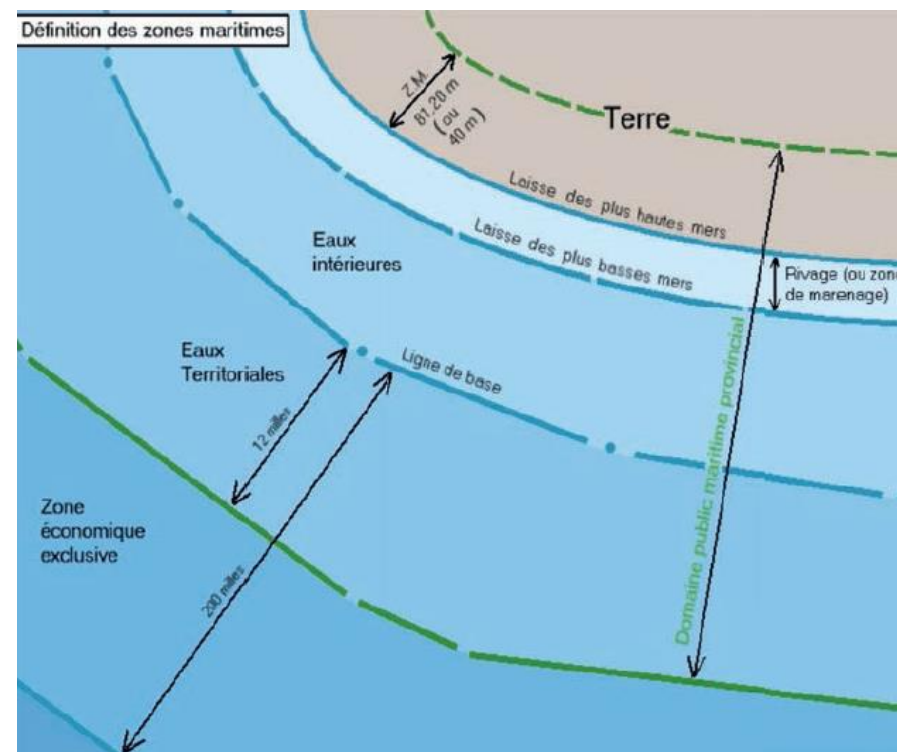 Définition des zones maritimes
Z.M.
81,20 m
(ou
40 m)
Terre
Laisse des plus hautes mers
Laisse des plus basses mers
Rivage (ou zone
de marenage)
Eaux
intérieures
Eaux
Territoriales
Ligne de base
12 milles
Domaine public maritime provincial
Zone
économique
exclusive
200 milles